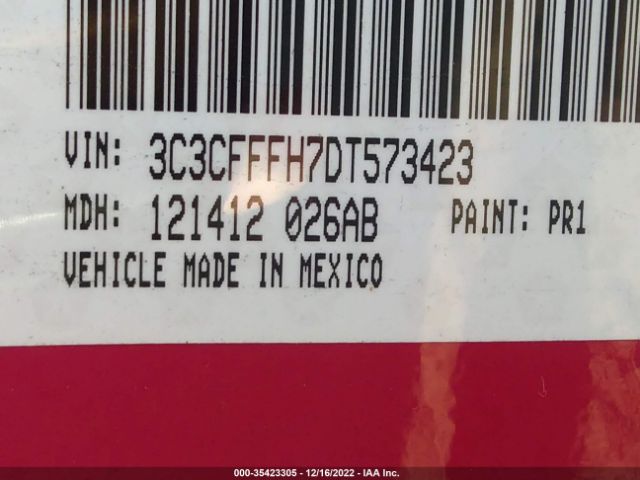 VIN: 3C3CFFFH7DT573423
MDH: 121412 026AB PAINT: PR1
VEHICLE MADE IN MEXICO
000-35423305 - 12/16/2022 - IAA Inc.